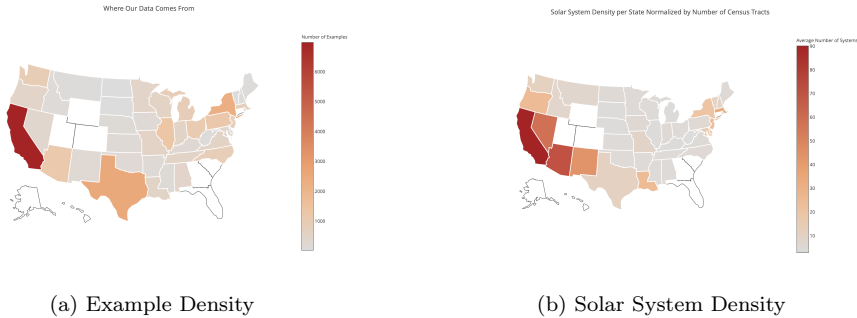 Where Our Data Comes From
Number of Examples
6000
5000
4000
3000
2000
1000
(a) Example Density
Solar System Density per State Normalized by Number of Census Tracts
Average Number of Systems
90
80
70
60
50
40
30
20
10
(b) Solar System Density